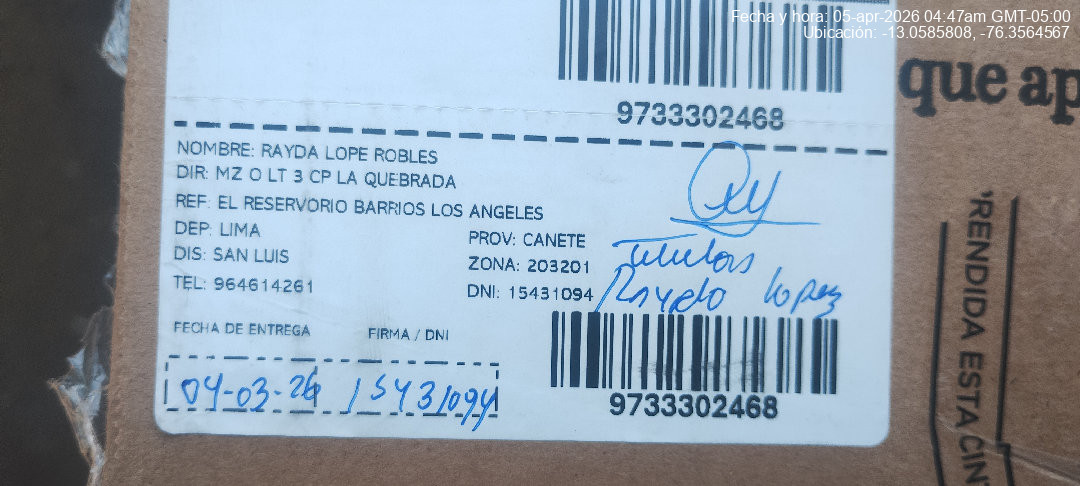 Fecha y hora: 05-apr-2026 04:47am GMT-05:00
Ubicación: -13.0585808, -76.3564567
que ap
9733302468
NOMBRE: RAYDA LOPE ROBLES
DIR: MZ O LT 3 CP LA QUEBRADA
REF: EL RESERVORIO BARRIOS LOS ANGELES
DEP: LIMA
PROV: CANETE
DIS: SAN LUIS
ZONA: 203201
TEL: 964614261
DNI: 15431094
Titular
Rayda Lopez
FECHA DE ENTREGA
FIRMA / DNI
04-03-26 15431094
9733302468
RENDIDA ESTA CIN